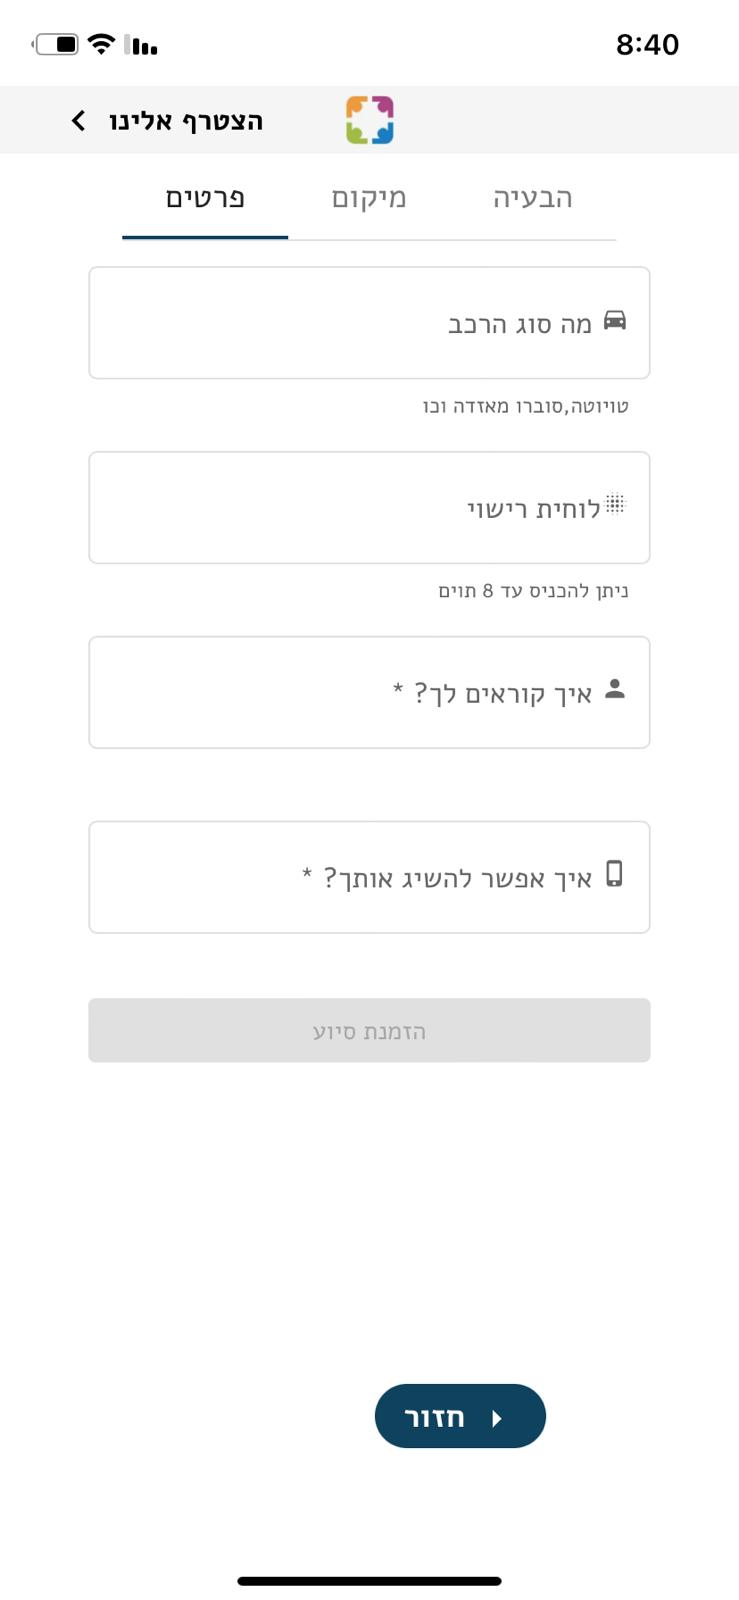 8:40
הצטרף אלינו
הבעיה
מיקום
פרטים
מה סוג הרכב
טויוטה,סוברו מאזדה וכו
לוחית רישוי
ניתן להכניס עד 8 תוים
איך קוראים לך? *
איך אפשר להשיג אותך? *
הזמנת סיוע
חזור